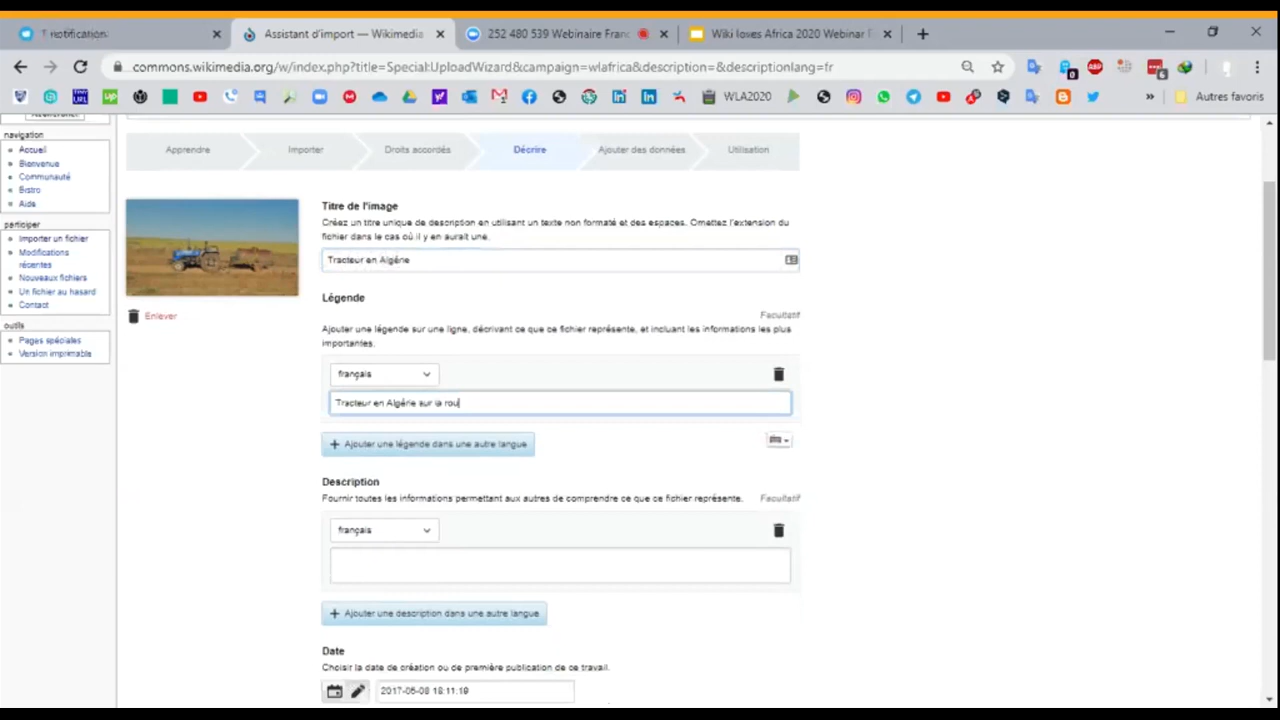 1 notification
Assistant d'import — Wikimedia
252 480 539 Webinaire Franc
Wiki loves Africa 2020 Webinar
commons.wikimedia.org/w/index.php?title=Special:UploadWizard&campaign=wlafrica&description=&descriptionlang=fr
WLA2020
Autres favoris
navigation
Accueil
Bienvenue
Communauté
Bistro
Aide
participer
Importer un fichier
Modifications
récentes
Nouveaux fichiers
Un fichier au hasard
Contact
outils
Pages spéciales
Version imprimable
Apprendre
Importer
Droits accordés
Décrire
Ajouter des données
Utilisation
Enlever
Titre de l'image
Créez un titre unique de description en utilisant un texte non formaté et des espaces. Omettez l'extension du
fichier dans le cas où il y en aurait une.
Tracteur en Algérie
Légende
Facultatif
Ajouter une légende sur une ligne, décrivant ce que ce fichier représente, et incluant les informations les plus
importantes.
français
Tracteur en Algérie sur la rou
+ Ajouter une légende dans une autre langue
Description
Fournir toutes les informations permettant aux autres de comprendre ce que ce fichier représente. Facultatif
français
+ Ajouter une description dans une autre langue
Date
Choisir la date de création ou de première publication de ce travail.
2017-05-08 18:11:19